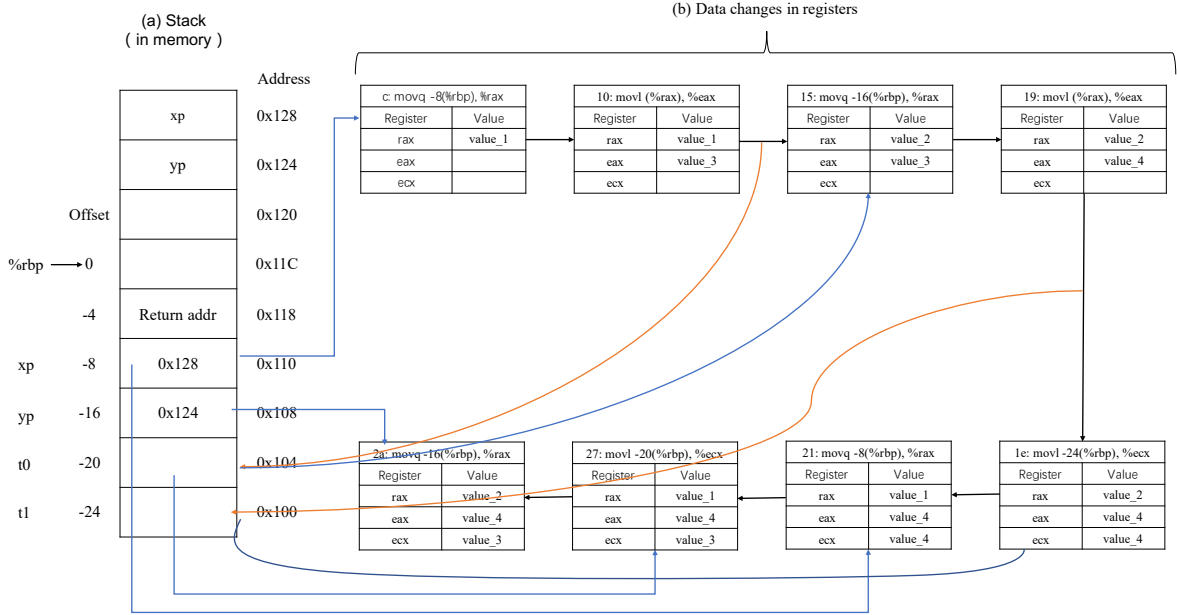 (b) Data changes in registers
(a) Stack
( in memory )
Address
xp 0x128
yp 0x124
Offset 0x120
%rbp 0 0x11C
-4 Return addr 0x118
xp -8 0x128 0x110
yp -16 0x124 0x108
t0 -20 0x104
t1 -24 0x100
c: movq -8(%rbp), %rax
Register Value
rax value_1
eax
ecx
10: movl (%rax), %eax
Register Value
rax value_1
eax value_3
ecx
15: movq -16(%rbp), %rax
Register Value
rax value_2
eax value_3
ecx
19: movl (%rax), %eax
Register Value
rax value_2
eax value_4
2a: movq -16(%rbp), %rax
Register Value
rax value_2
eax value_4
ecx value_3
27: movl -20(%rbp), %ecx
Register Value
rax value_1
eax value_4
ecx value_3
21: movq -8(%rbp), %rax
Register Value
rax value_1
eax value_4
ecx value_4
1e: movl -24(%rbp), %ecx
Register Value
rax value_2
eax value_4
ecx value_4